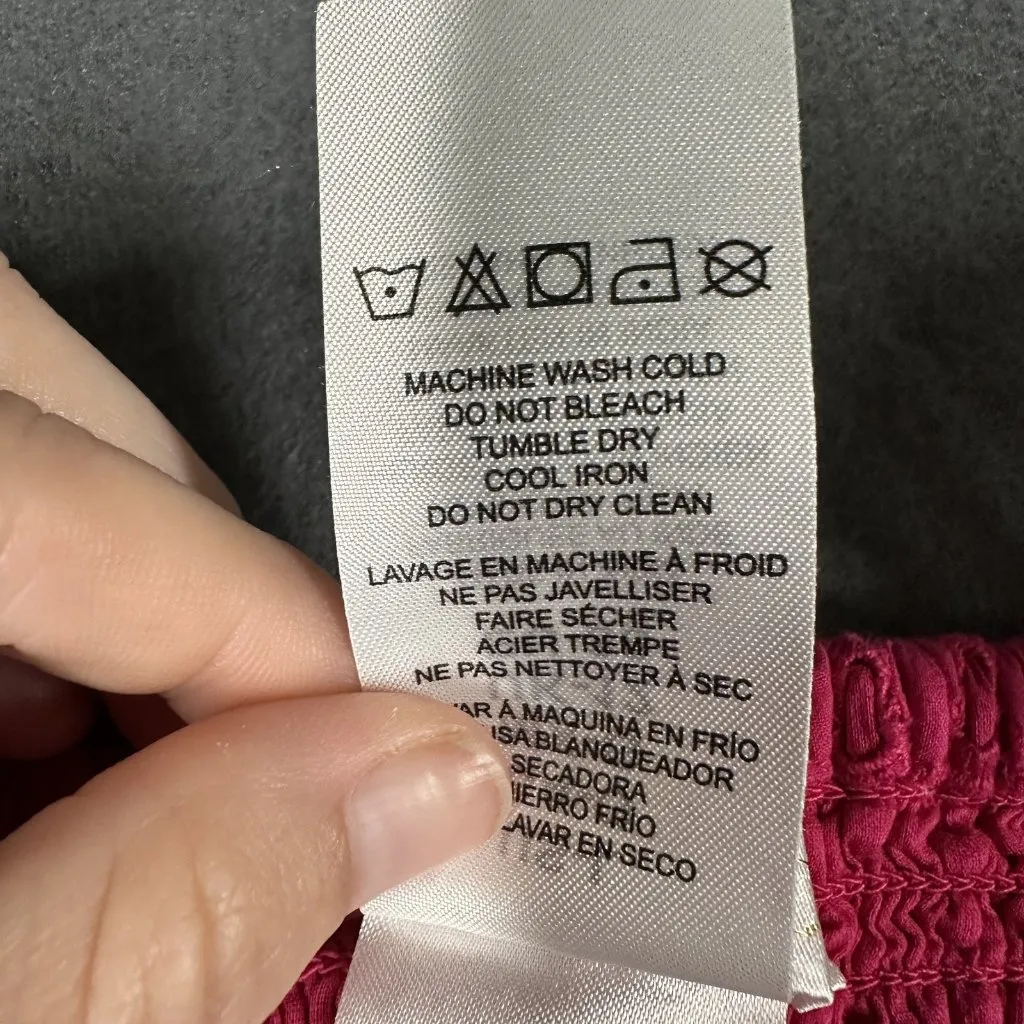 MACHINE WASH COLD
DO NOT BLEACH
TUMBLE DRY
COOL IRON
DO NOT DRY CLEAN
LAVAGE EN MACHINE À FROID
NE PAS JAVELLISER
FAIRE SÉCHER
ACIER TREMPE
NE PAS NETTOYER À SEC
À MAQUINA EN FRÍO
BLANQUEADOR
SECADORA
FRÍO
LAVAR EN SECO